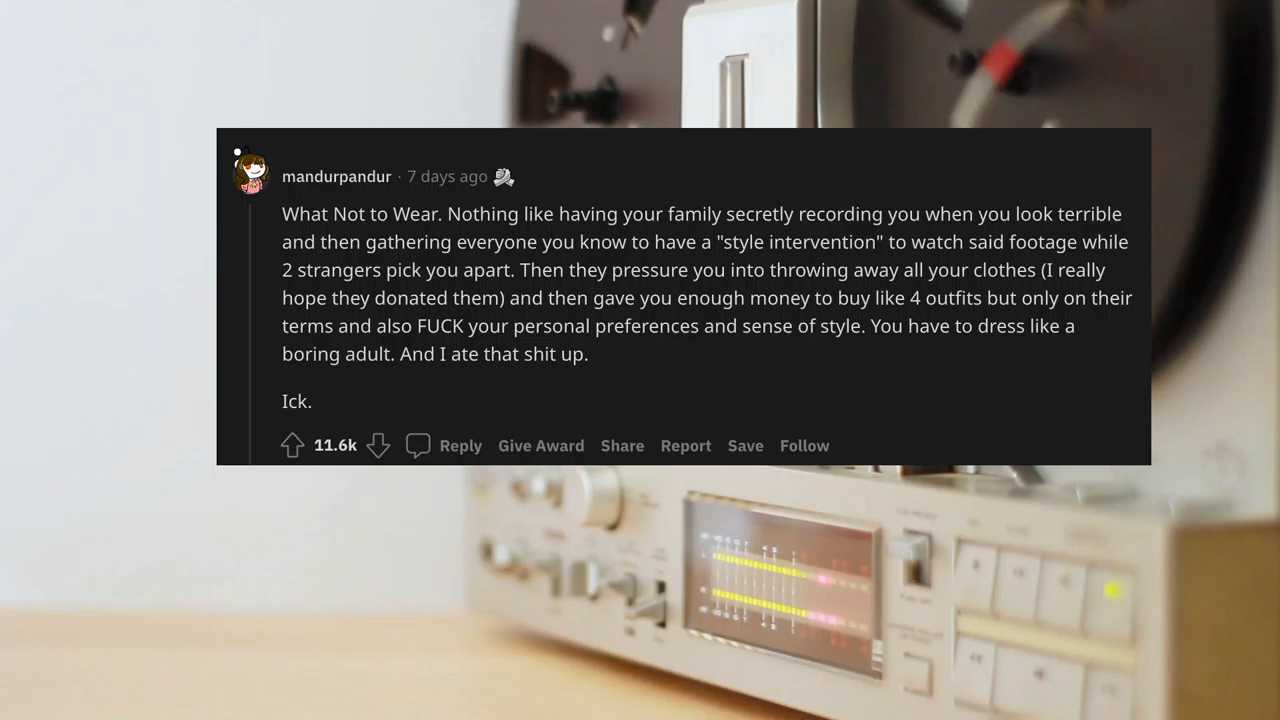 mandurpandur · 7 days ago
What Not to Wear. Nothing like having your family secretly recording you when you look terrible
and then gathering everyone you know to have a "style intervention" to watch said footage while
2 strangers pick you apart. Then they pressure you into throwing away all your clothes (I really
hope they donated them) and then gave you enough money to buy like 4 outfits but only on their
terms and also FUCK your personal preferences and sense of style. You have to dress like a
boring adult. And I ate that shit up.
Ick.
11.6k Reply Give Award Share Report Save Follow